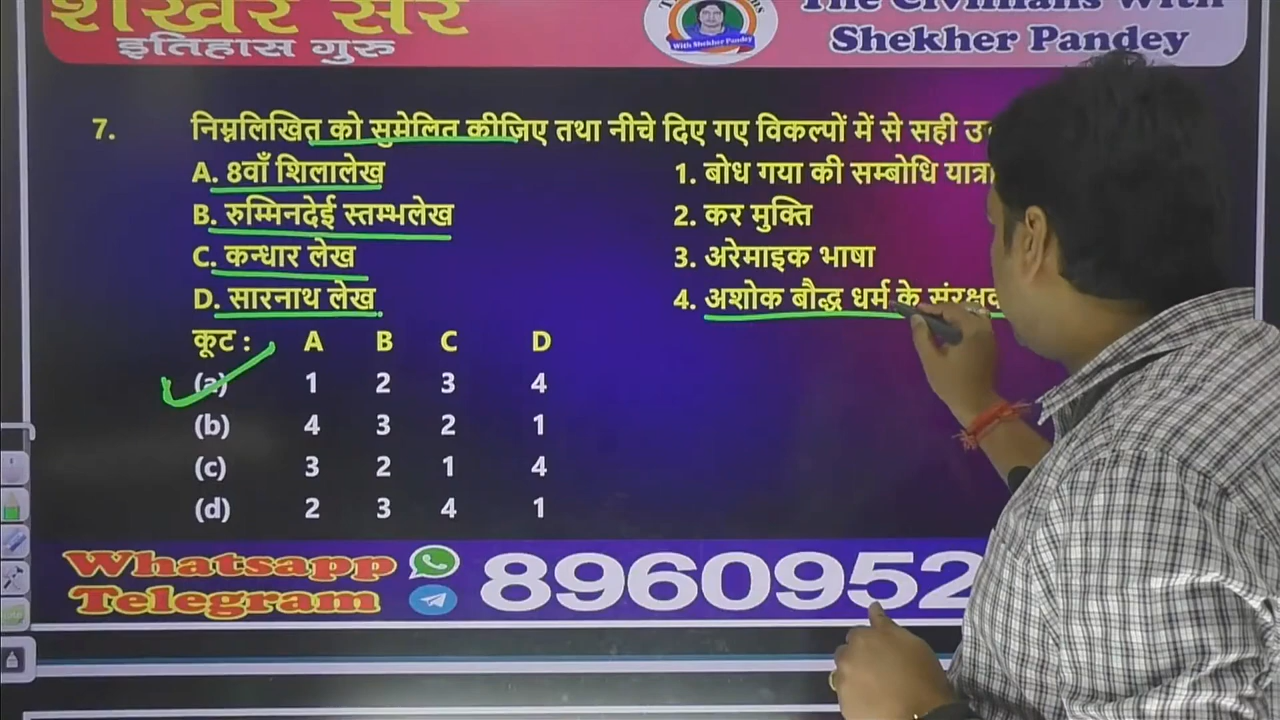 शेखर सर
इतिहास गुरु
With Shekher Pandey
The Civilians With
Shekher Pandey
7. निम्नलिखित को सुमेलित कीजिए तथा नीचे दिए गए विकल्पों में से सही
A. 8वाँ शिलालेख 1. बोध गया की सम्बोधि यात्रा
B. रुम्मिनदेई स्तम्भलेख 2. कर मुक्ति
C. कन्धार लेख 3. अरेमाइक भाषा
D. सारनाथ लेख 4. अशोक बौद्ध धर्म के
कूट : A B C D
(a) 1 2 3 4
(b) 4 3 2 1
(c) 3 2 1 4
(d) 2 3 4 1
Whatsapp
Telegram
8960952